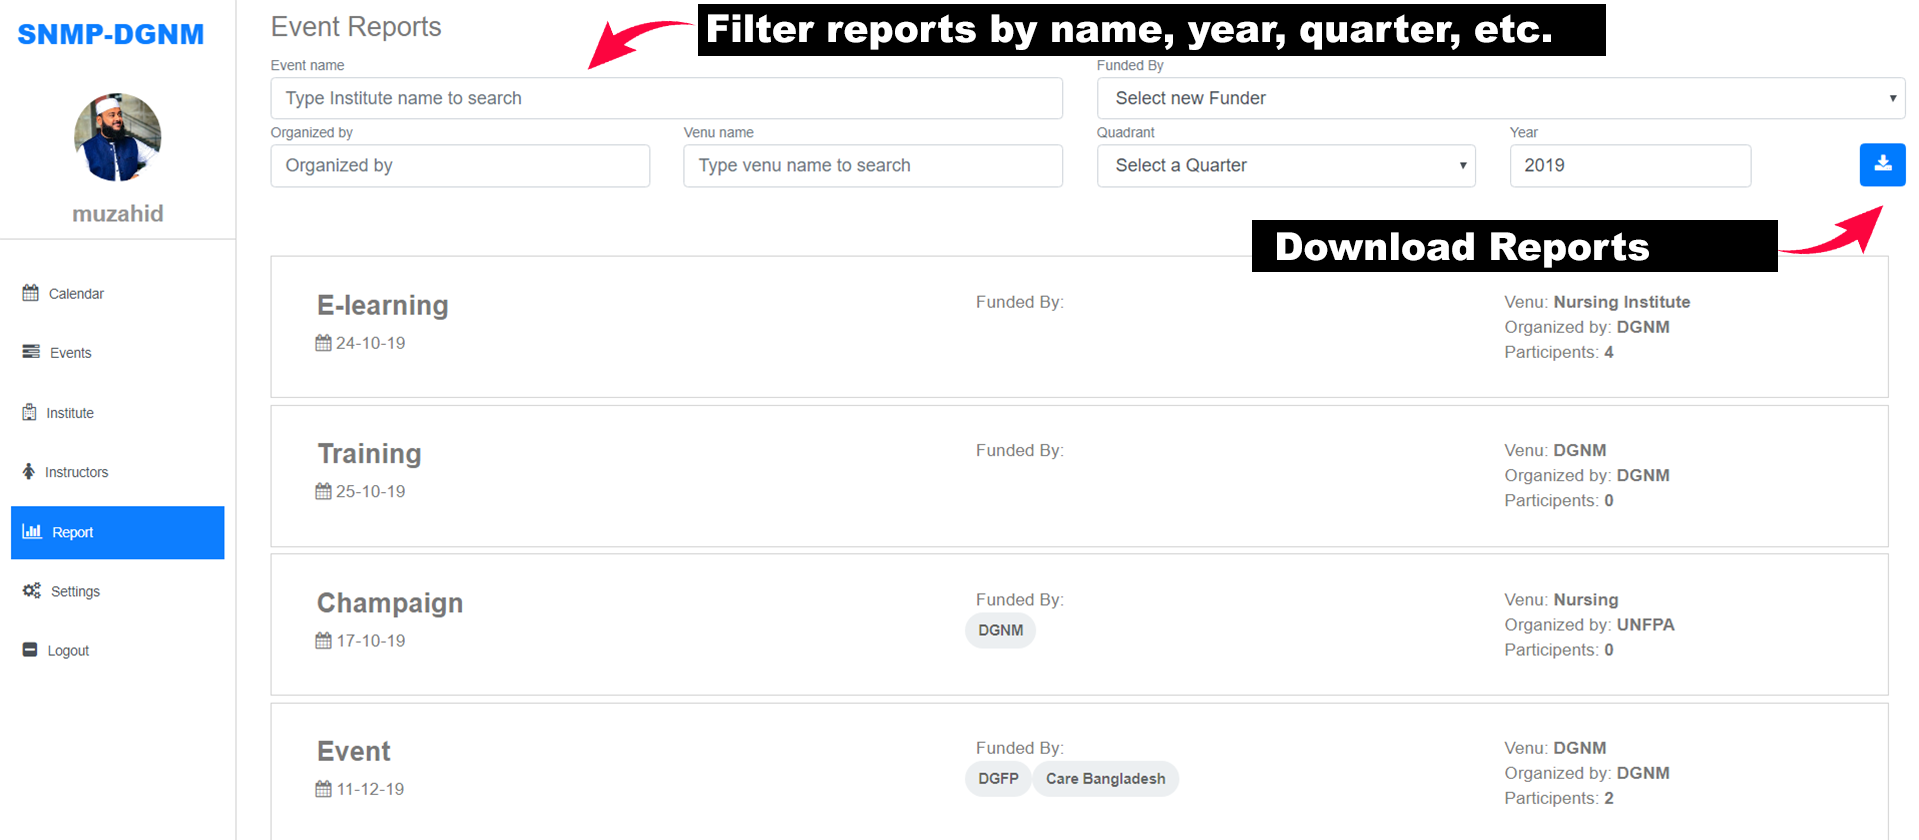 SNMP-DGNM
muzahid
Calendar
Events
Institute
Instructors
Report
Settings
Logout
Event Reports
Filter reports by name, year, quarter, etc.
Event name
Funded By
Type Institute name to search
Select new Funder
Organized by
Venu name
Quadrant
Year
Organized by
Type venu name to search
Select a Quarter
2019
Download Reports
E-learning
24-10-19
Funded By:
Venu: Nursing Institute
Organized by: DGNM
Participents: 4
Training
25-10-19
Funded By:
Venu: DGNM
Organized by: DGNM
Participents: 0
Champaign
17-10-19
Funded By:
DGNM
Venu: Nursing
Organized by: UNFPA
Participents: 0
Event
11-12-19
Funded By:
DGFP Care Bangladesh
Venu: DGNM
Organized by: DGNM
Participents: 2